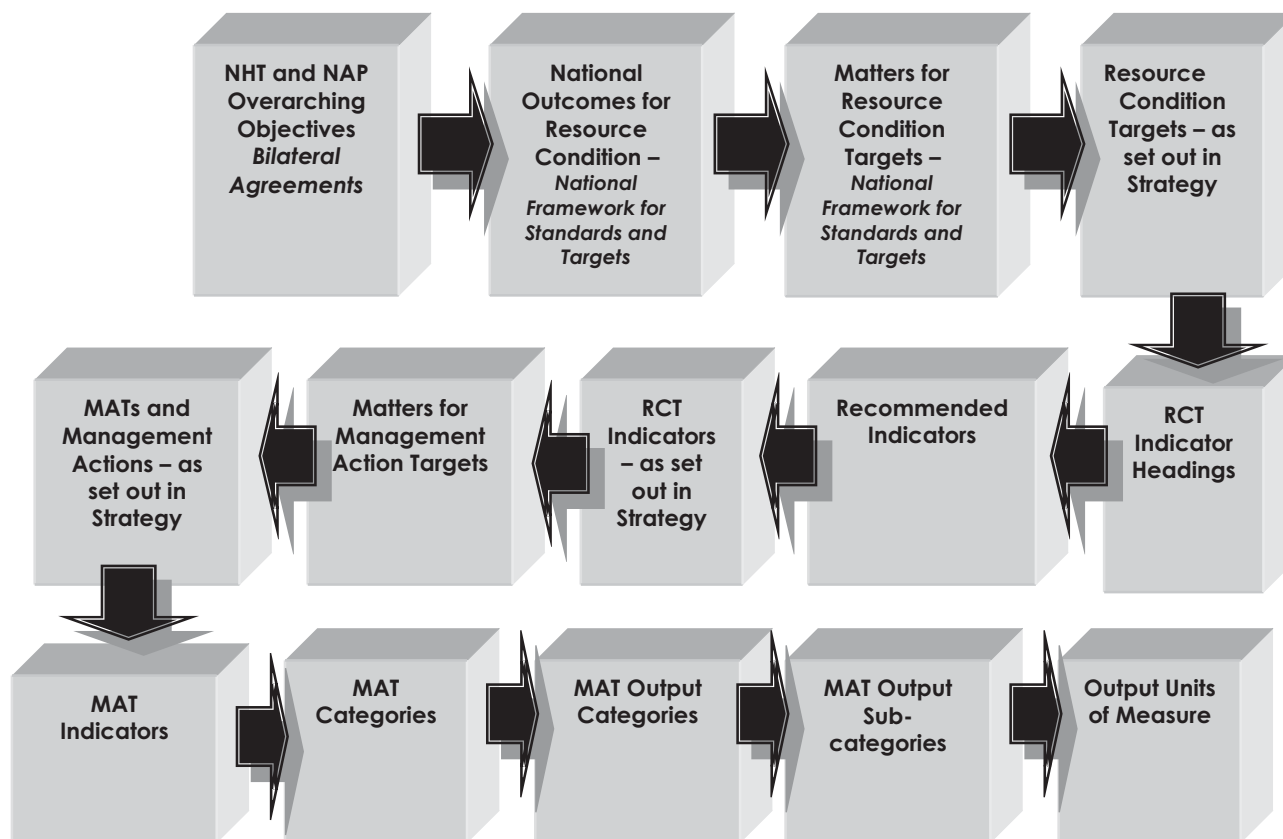 NHT and NAP
Overarching
Objectives
Bilateral
Agreements
National
Outcomes for
Resource
Condition –
National
Framework for
Standards and
Targets
Matters for
Resource
Condition
Targets –
National
Framework for
Standards and
Targets
Resource
Condition
Targets – as
set out in
Strategy
RCT
Indicator
Headings
Recommended
Indicators
RCT
Indicators
– as set
out in
Strategy
Matters for
Management
Action Targets
MATs and
Management
Actions – as
set out in
Strategy
MAT
Indicators
MAT
Categories
MAT Output
Categories
MAT Output
Sub-
categories
Output Units
of Measure